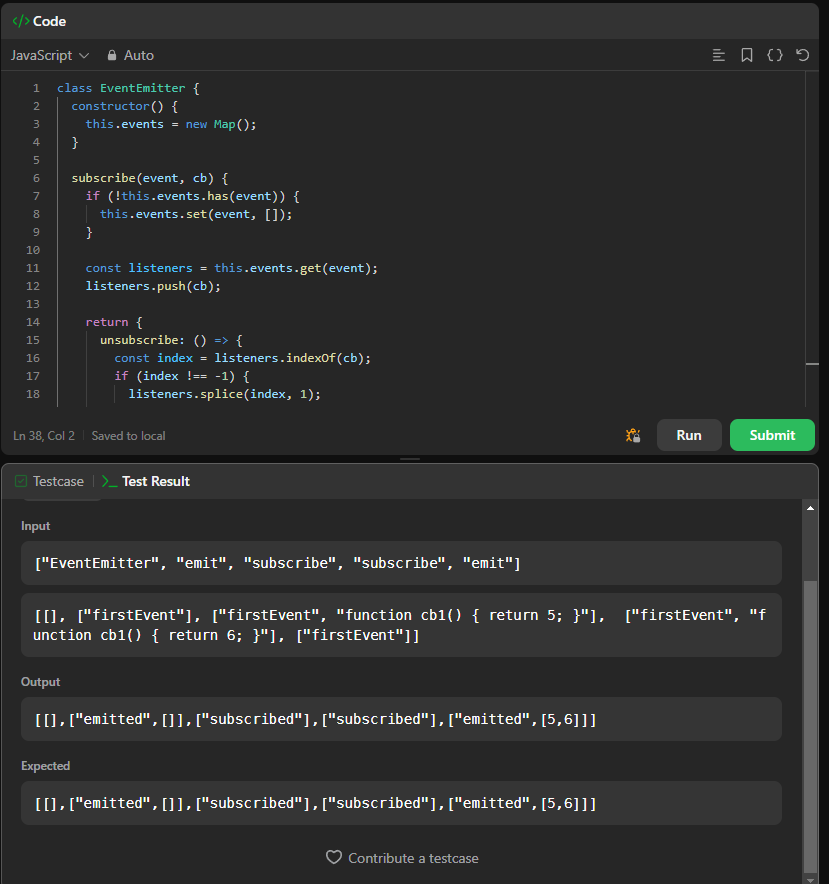 </> Code
JavaScript Auto
1 class EventEmitter {
2 constructor() {
3 this.events = new Map();
4 }
5
6 subscribe(event, cb) {
7 if (!this.events.has(event)) {
8 this.events.set(event, []);
9 }
10
11 const listeners = this.events.get(event);
12 listeners.push(cb);
13
14 return {
15 unsubscribe: () => {
16 const index = listeners.indexOf(cb);
17 if (index !== -1) {
18 listeners.splice(index, 1);
Ln 38, Col 2 Saved to local Run Submit
Testcase >_ Test Result
Input
["EventEmitter", "emit", "subscribe", "subscribe", "emit"]
[[], ["firstEvent"], ["firstEvent", "function cb1() { return 5; }"],  ["firstEvent", "f
unction cb1() { return 6; }"], ["firstEvent"]]
Output
[[],["emitted",[]],["subscribed"],["subscribed"],["emitted",[5,6]]]
Expected
[[],["emitted",[]],["subscribed"],["subscribed"],["emitted",[5,6]]]
Contribute a testcase